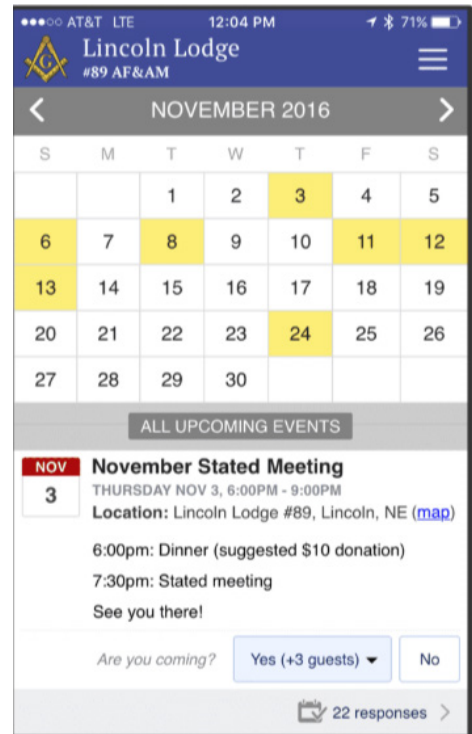 AT&T LTE 12:04 PM 71%
G
Lincoln Lodge
#89 AF&AM
NOVEMBER 2016
S M T W T F S
1 2 3 4 5
6 7 8 9 10 11 12
13 14 15 16 17 18 19
20 21 22 23 24 25 26
27 28 29 30
ALL UPCOMING EVENTS
NOV
3
November Stated Meeting
THURSDAY NOV 3, 6:00PM - 9:00PM
Location: Lincoln Lodge #89, Lincoln, NE (map)
6:00pm: Dinner (suggested $10 donation)
7:30pm: Stated meeting
See you there!
Are you coming? Yes (+3 guests) No
22 responses